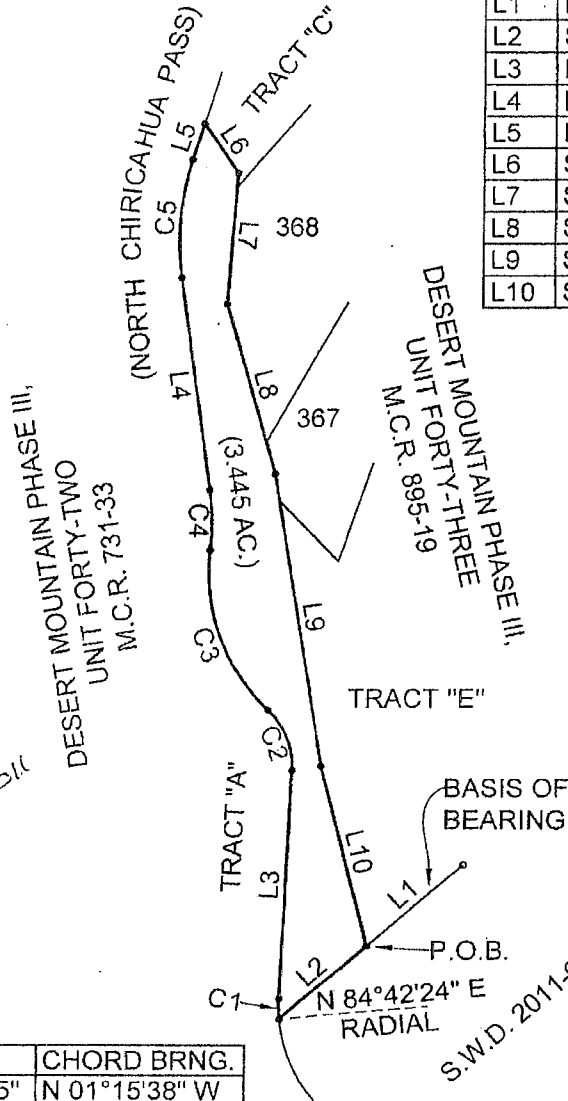 (NORTH CHIRICAHUA PASS)
TRACT "C"
L1
L2 S
L3
L4
L5
L6 S
L7 S
L8 S
L9 S
L10 S
L5
L6
C5
L7
368
L4
L8
367
(3.445 AC.)
DESERT MOUNTAIN PHASE III,
UNIT FORTY-THREE
M.C.R. 895-19
DESERT MOUNTAIN PHASE III,
UNIT FORTY-TWO
M.C.R. 731-33
C4
C3
L9
C2
TRACT "E"
TRACT "A"
L3
L10
BASIS OF
BEARING
L1
P.O.B.
L2
C1
N 84°42'24" E
RADIAL
S.W.D. 2011-
CHORD BRNG.
5" N 01°15'38" W